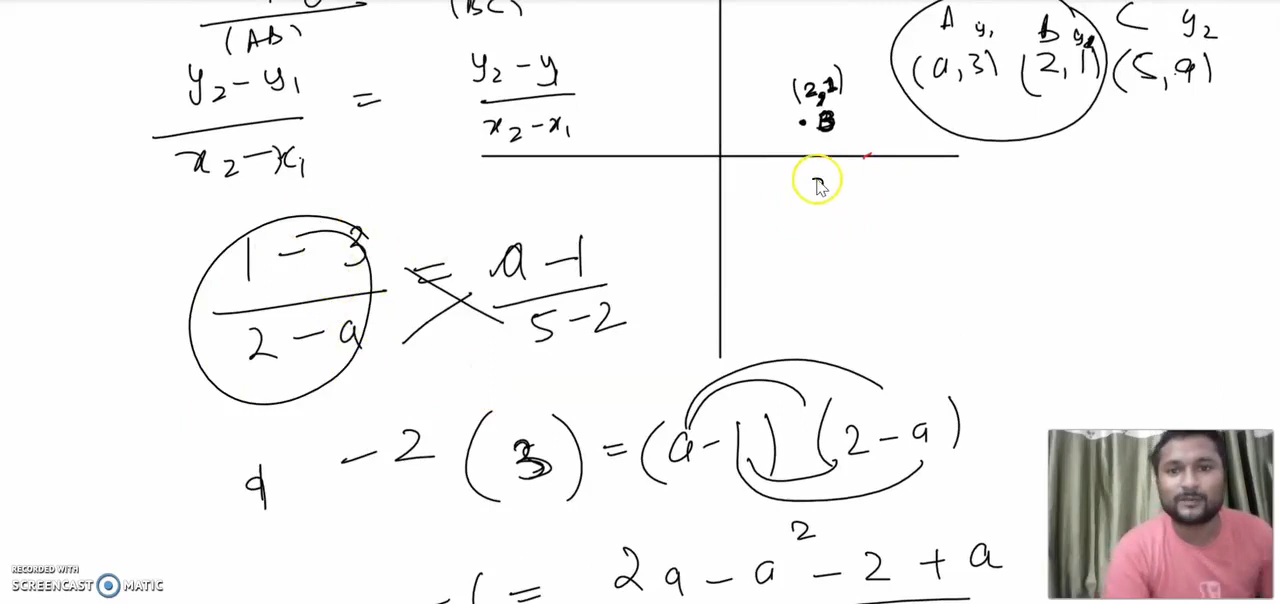 (AB)
(BC)
y₂ - y₁ / x₂ - x₁ = y₂ - y₁ / x₂ - x₁
A y₁ B y₂ C y₂
(a,3) (2,1) (5,a)
(2,1)
. B
1 - 3 / 2 - a = a - 1 / 5 - 2
-2 (3) = (a-1) (2-a)
2a - a² - 2 + a
RECORDED WITH
SCREENCAST MATIC